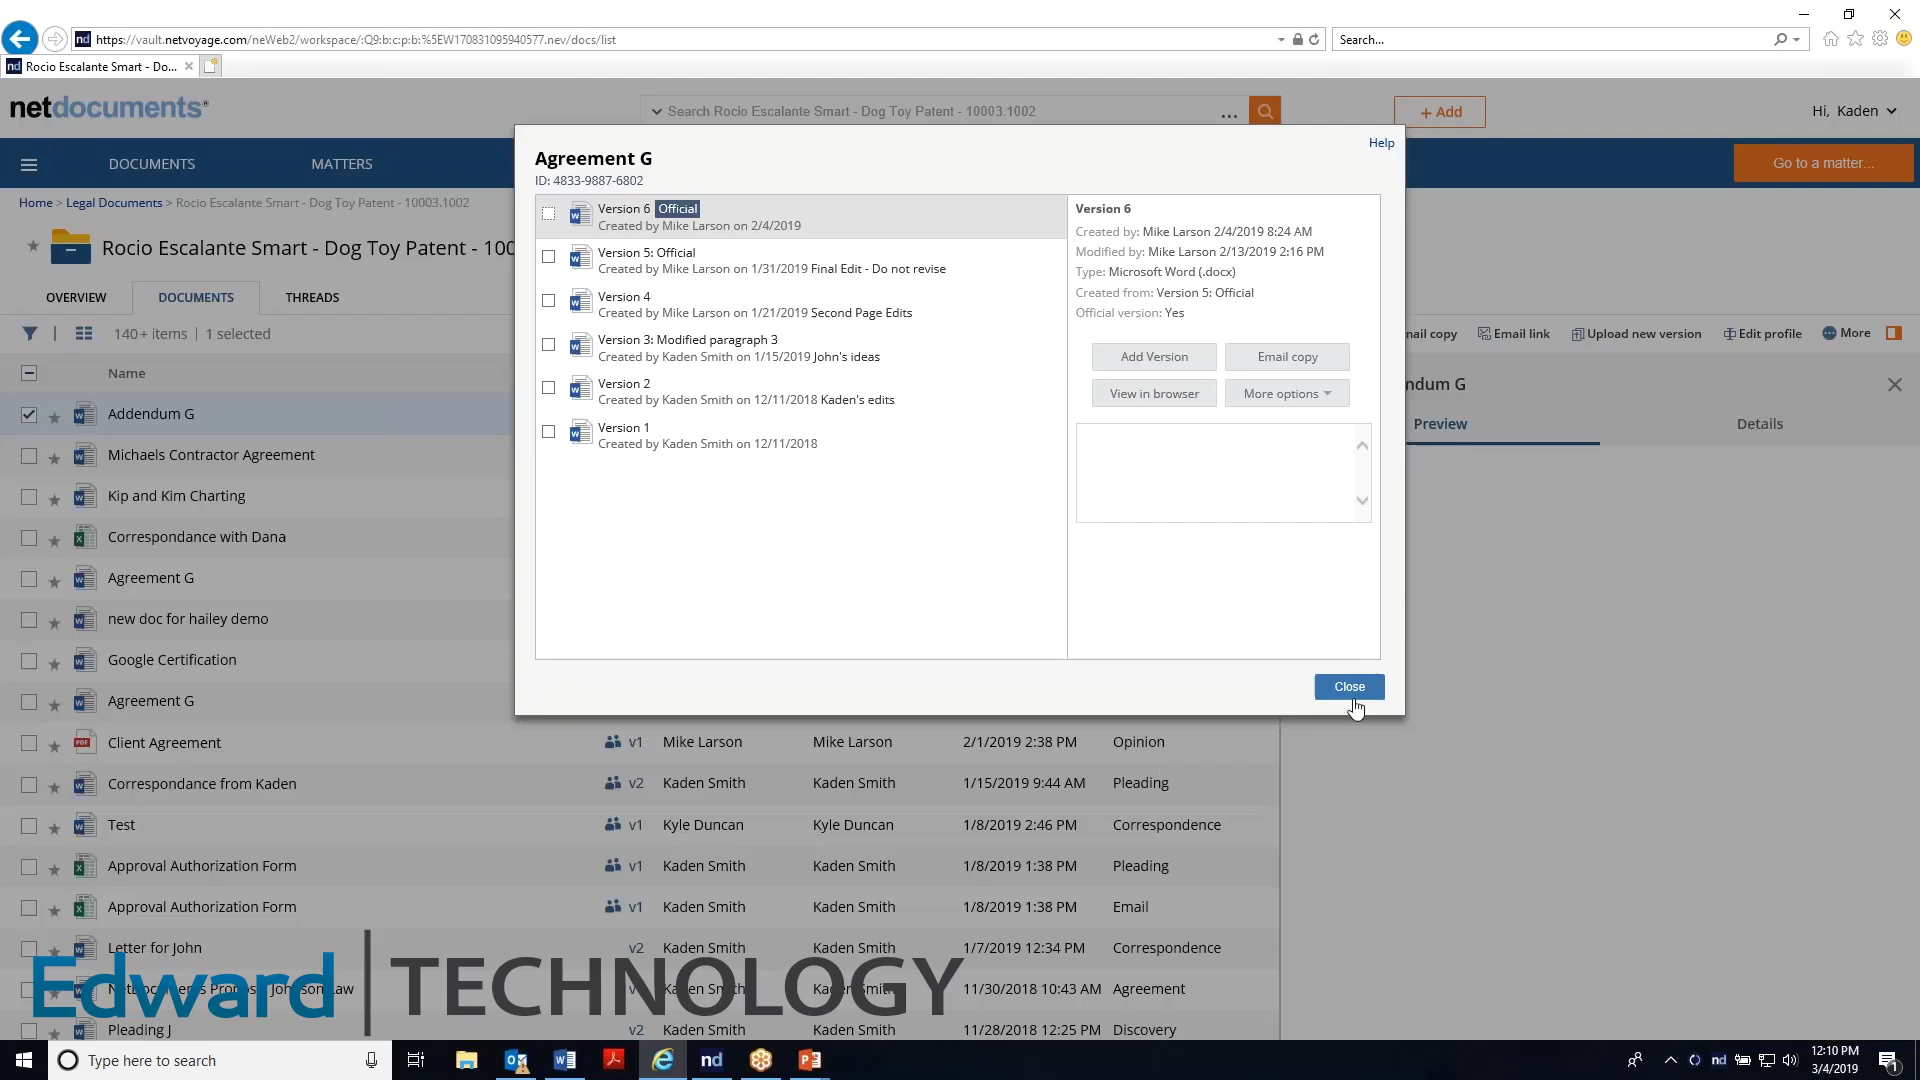 https://vault.netvoyage.com/neWeb2/workspace/:Q9:b:c:p:b:%5EW170831095940577.nev/docs/list
Search...
nd Rocio Escalante Smart - Do...
netdocuments®
Search Rocio Escalante Smart - Dog Toy Patent - 10003.1002
...
+ Add
Hi, Kaden
DOCUMENTS
MATTERS
Go to a matter...
Home > Legal Documents > Rocio Escalante Smart - Dog Toy Patent - 10003.1002
Rocio Escalante Smart - Dog Toy Patent - 100
OVERVIEW
DOCUMENTS
THREADS
140+ items | 1 selected
mail copy
Email link
Upload new version
Edit profile
More
Name
Addendum G
Michaels Contractor Agreement
Kip and Kim Charting
Correspondance with Dana
Agreement G
new doc for hailey demo
Google Certification
Agreement G
Client Agreement v1 Mike Larson Mike Larson 2/1/2019 2:38 PM Opinion
Correspondance from Kaden v2 Kaden Smith Kaden Smith 1/15/2019 9:44 AM Pleading
Test v1 Kyle Duncan Kyle Duncan 1/8/2019 2:46 PM Correspondence
Approval Authorization Form v1 Kaden Smith Kaden Smith 1/8/2019 1:38 PM Pleading
Approval Authorization Form v1 Kaden Smith Kaden Smith 1/8/2019 1:38 PM Email
Letter for John v2 Kaden Smith Kaden Smith 1/7/2019 12:34 PM Correspondence
11/30/2018 10:43 AM Agreement
Pleading J v2 Kaden Smith Kaden Smith 11/28/2018 12:25 PM Discovery
ndum G
Preview
Details
Help
Agreement G
ID: 4833-9887-6802
Version 6 Official
Created by Mike Larson on 2/4/2019
Version 5: Official
Created by Mike Larson on 1/31/2019 Final Edit - Do not revise
Version 4
Created by Mike Larson on 1/21/2019 Second Page Edits
Version 3: Modified paragraph 3
Created by Kaden Smith on 1/15/2019 John's ideas
Version 2
Created by Kaden Smith on 12/11/2018 Kaden's edits
Version 1
Created by Kaden Smith on 12/11/2018
Version 6
Created by: Mike Larson 2/4/2019 8:24 AM
Modified by: Mike Larson 2/13/2019 2:16 PM
Type: Microsoft Word (.docx)
Created from: Version 5: Official
Official version: Yes
Add Version
Email copy
View in browser
More options
Close
Edward | TECHNOLOGY
Type here to search
nd
nd
12:10 PM
3/4/2019
1